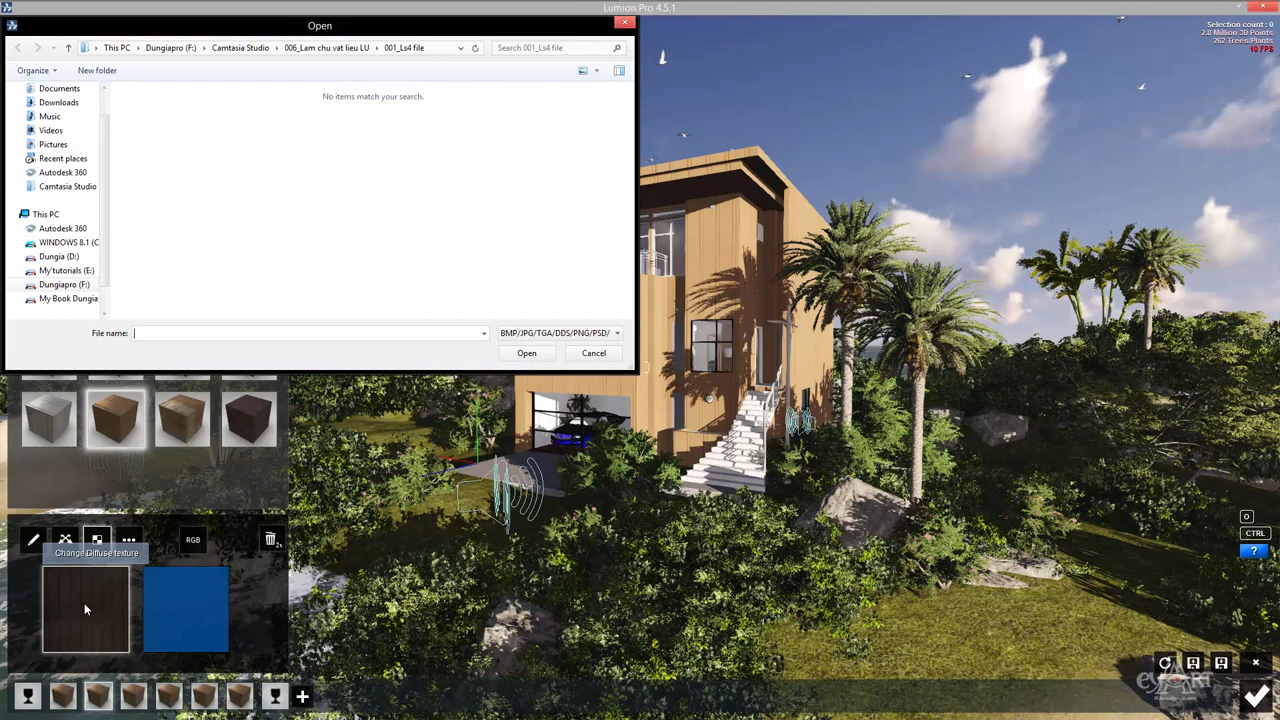 Lumion Pro 4.5.1
Open
Selection count : 0
2.8 Million 3D Points
262 Trees/Plants
10 FPS
This PC
Dungiapro (F:)
Camtasia Studio
006_Lam chu vat lieu LU
001_Ls4 file
Search 001_Ls4 file
Organize
New folder
Documents
Downloads
Music
Videos
Pictures
Recent places
Autodesk 360
Camtasia Studio
This PC
Autodesk 360
WINDOWS 8.1 (C
Dungia (D:)
My'tutorials (E:)
Dungiapro (F:)
My Book Dungia
No items match your search.
File name:
BMP/JPG/TGA/DDS/PNG/PSD/
Open
Cancel
RGB
Change Diffuse texture
O
CTRL
?